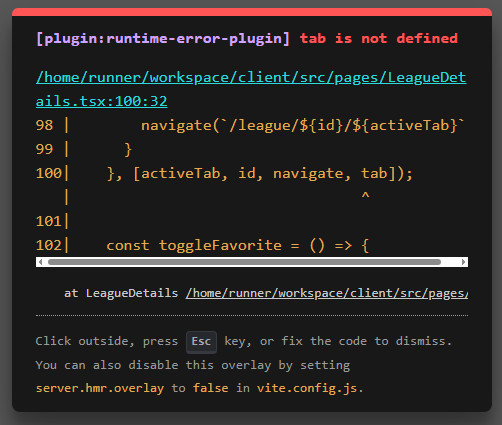 [plugin:runtime-error-plugin] tab is not defined
/home/runner/workspace/client/src/pages/LeagueDet
ails.tsx:100:32
98 |        navigate(`/league/${id}/${activeTab}`
99 |      }
100|    }, [activeTab, id, navigate, tab]);
   |                                 ^
101|
102|    const toggleFavorite = () => {
at LeagueDetails /home/runner/workspace/client/src/pages/
Click outside, press Esc key, or fix the code to dismiss.
You can also disable this overlay by setting
server.hmr.overlay to false in vite.config.js.